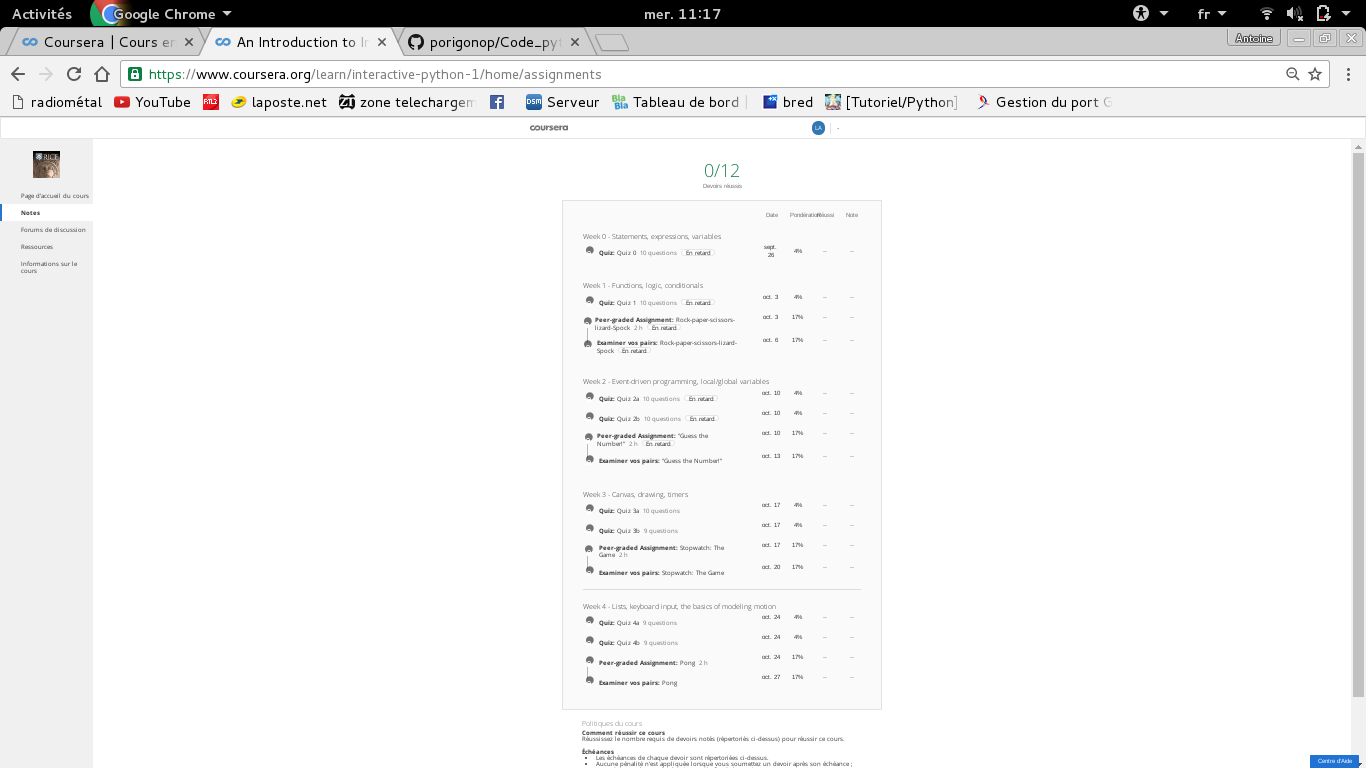 Activités
Google Chrome
mer. 11:17
fr
Coursera | Cours en
An Introduction to In
porigonop/Code_pyt
Antoine
https://www.coursera.org/learn/interactive-python-1/home/assignments
radiométal
YouTube
RTL2
laposte.net
zone telechargem
Serveur
Tableau de bord
bred
[Tutoriel/Python]
Gestion du port G
coursera
LA
RICE
Page d'accueil du cours
Notes
Forums de discussion
Ressources
Informations sur le
cours
0/12
Devoirs réussis
Date Pondération Réussi Note
Week 0 - Statements, expressions, variables
Quiz: Quiz 0 10 questions En retard sept. 26 4% -- --
Week 1 - Functions, logic, conditionals
Quiz: Quiz 1 10 questions En retard oct. 3 4% -- --
Peer-graded Assignment: Rock-paper-scissors- oct. 3 17% -- --
lizard-Spock 2 h En retard
Examiner vos pairs: Rock-paper-scissors-lizard- oct. 6 17% -- --
Spock En retard
Week 2 - Event-driven programming, local/global variables
Quiz: Quiz 2a 10 questions En retard oct. 10 4% -- --
Quiz: Quiz 2b 10 questions En retard oct. 10 4% -- --
Peer-graded Assignment: "Guess the oct. 10 17% -- --
Number!" 2 h En retard
Examiner vos pairs: "Guess the Number!" oct. 13 17% -- --
Week 3 - Canvas, drawing, timers
Quiz: Quiz 3a 10 questions oct. 17 4% -- --
Quiz: Quiz 3b 9 questions oct. 17 4% -- --
Peer-graded Assignment: Stopwatch: The oct. 17 17% -- --
Game 2 h
Examiner vos pairs: Stopwatch: The Game oct. 20 17% -- --
Week 4 - Lists, keyboard input, the basics of modeling motion
Quiz: Quiz 4a 9 questions oct. 24 4% -- --
Quiz: Quiz 4b 9 questions oct. 24 4% -- --
Peer-graded Assignment: Pong 2 h oct. 24 17% -- --
Examiner vos pairs: Pong oct. 27 17% -- --
Politiques du cours
Comment réussir ce cours
Réussissez le nombre requis de devoirs notés (répertoriés ci-dessus) pour réussir ce cours.
Échéances
• Les échéances de chaque devoir sont répertoriées ci-dessus.
• Aucune pénalité n'est appliquée lorsque vous soumettez un devoir après son échéance ;
Centre d'Aide